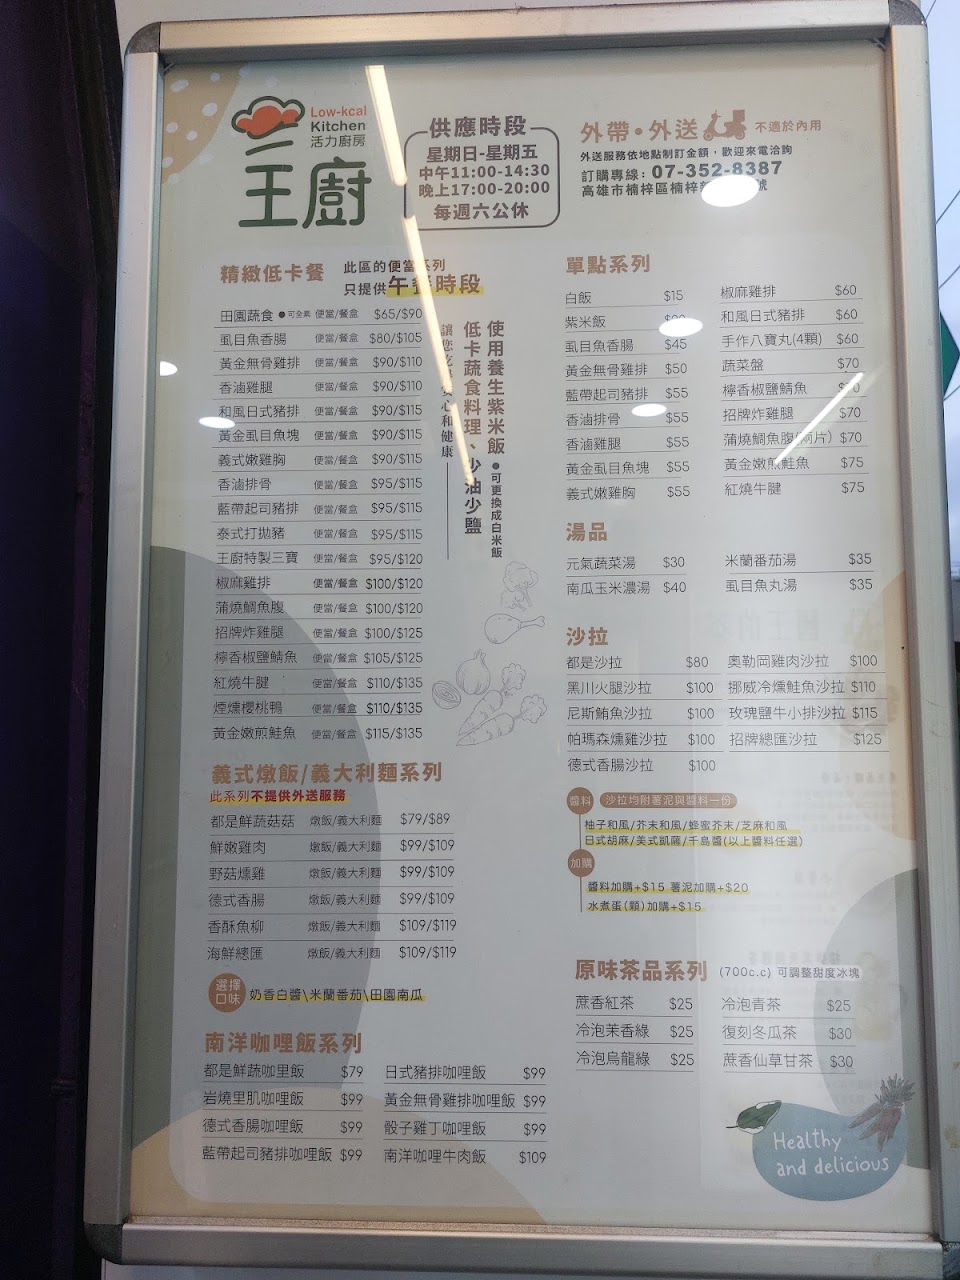 Low-kcal
Kitchen
活力廚房
王廚
供應時段
星期日-星期五
中午11:00-14:30
晚上17:00-20:00
每週六公休
外帶•外送 不適於內用
外送服務依地點制訂金額，歡迎來電洽詢
訂購專線: 07-352-8387
高雄市楠梓區楠梓 號
精緻低卡餐 此區的便當系列
只提供午餐時段
田園蔬食 ●可全素 便當/餐盒 $65/$90
虱目魚香腸 便當/餐盒 $80/$105
黃金無骨雞排 便當/餐盒 $90/$110
香滷雞腿 便當/餐盒 $90/$110
和風日式豬排 便當/餐盒 $90/$115
黃金虱目魚塊 便當/餐盒 $90/$115
義式嫩雞胸 便當/餐盒 $90/$115
香滷排骨 便當/餐盒 $95/$115
藍帶起司豬排 便當/餐盒 $95/$115
泰式打拋豬 便當/餐盒 $95/$115
王廚特製三寶 便當/餐盒 $95/$120
椒麻雞排 便當/餐盒 $100/$120
蒲燒鯛魚腹 便當/餐盒 $100/$120
招牌炸雞腿 便當/餐盒 $100/$125
檸香椒鹽鯖魚 便當/餐盒 $105/$125
紅燒牛腱 便當/餐盒 $110/$135
煙燻櫻桃鴨 便當/餐盒 $110/$135
黃金嫩煎鮭魚 便當/餐盒 $115/$135
使用養生紫米飯 ●可更換成白米飯
低卡蔬食料理、少油少鹽
讓您吃 安心和健康
義式燉飯/義大利麵系列
此系列不提供外送服務
都是鮮蔬菇菇 燉飯/義大利麵 $79/$89
鮮嫩雞肉 燉飯/義大利麵 $99/$109
野菇燻雞 燉飯/義大利麵 $99/$109
德式香腸 燉飯/義大利麵 $99/$109
香酥魚柳 燉飯/義大利麵 $109/$119
海鮮總匯 燉飯/義大利麵 $109/$119
選擇口味 奶香白醬\米蘭番茄\田園南瓜
南洋咖哩飯系列
都是鮮蔬咖里飯 $79
岩燒里肌咖哩飯 $99
德式香腸咖哩飯 $99
藍帶起司豬排咖哩飯 $99
日式豬排咖哩飯 $99
黃金無骨雞排咖哩飯 $99
骰子雞丁咖哩飯 $99
南洋咖哩牛肉飯 $109
單點系列
白飯 $15
紫米飯
虱目魚香腸 $45
黃金無骨雞排 $50
藍帶起司豬排 $55
香滷排骨 $55
香滷雞腿 $55
黃金虱目魚塊 $55
義式嫩雞胸 $55
椒麻雞排 $60
和風日式豬排 $60
手作八寶丸(4顆) $60
蔬菜盤 $70
檸香椒鹽鯖魚
招牌炸雞腿 $70
蒲燒鯛魚腹(兩片) $70
黃金嫩煎鮭魚 $75
紅燒牛腱 $75
湯品
元氣蔬菜湯 $30
南瓜玉米濃湯 $40
米蘭番茄湯 $35
虱目魚丸湯 $35
沙拉
都是沙拉 $80
黑川火腿沙拉 $100
尼斯鮪魚沙拉 $100
帕瑪森燻雞沙拉 $100
德式香腸沙拉 $100
奧勒岡雞肉沙拉 $100
挪威冷燻鮭魚沙拉 $110
玫瑰鹽牛小排沙拉 $115
招牌總匯沙拉 $125
醬料 沙拉均附薯泥與醬料一份
柚子和風/芥末和風/蜂蜜芥末/芝麻和風
日式胡麻/美式凱薩/千島醬(以上醬料任選)
加購
醬料加購+$15 薯泥加購+$20
水煮蛋(顆)加購+$15
原味茶品系列 (700c.c) 可調整甜度冰塊
蔗香紅茶 $25
冷泡茉香綠 $25
冷泡烏龍綠 $25
冷泡青茶 $25
復刻冬瓜茶 $30
蔗香仙草甘茶 $30
Healthy
and delicious